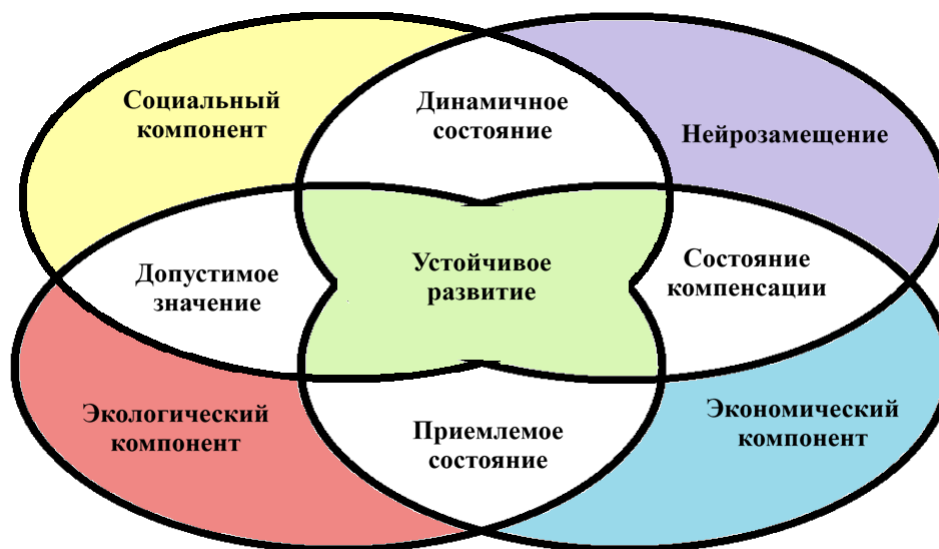 Социальный
компонент
Динамичное
состояние
Нейрозамещение
Допустимое
значение
Устойчивое
развитие
Состояние
компенсации
Экологический
компонент
Приемлемое
состояние
Экономический
компонент